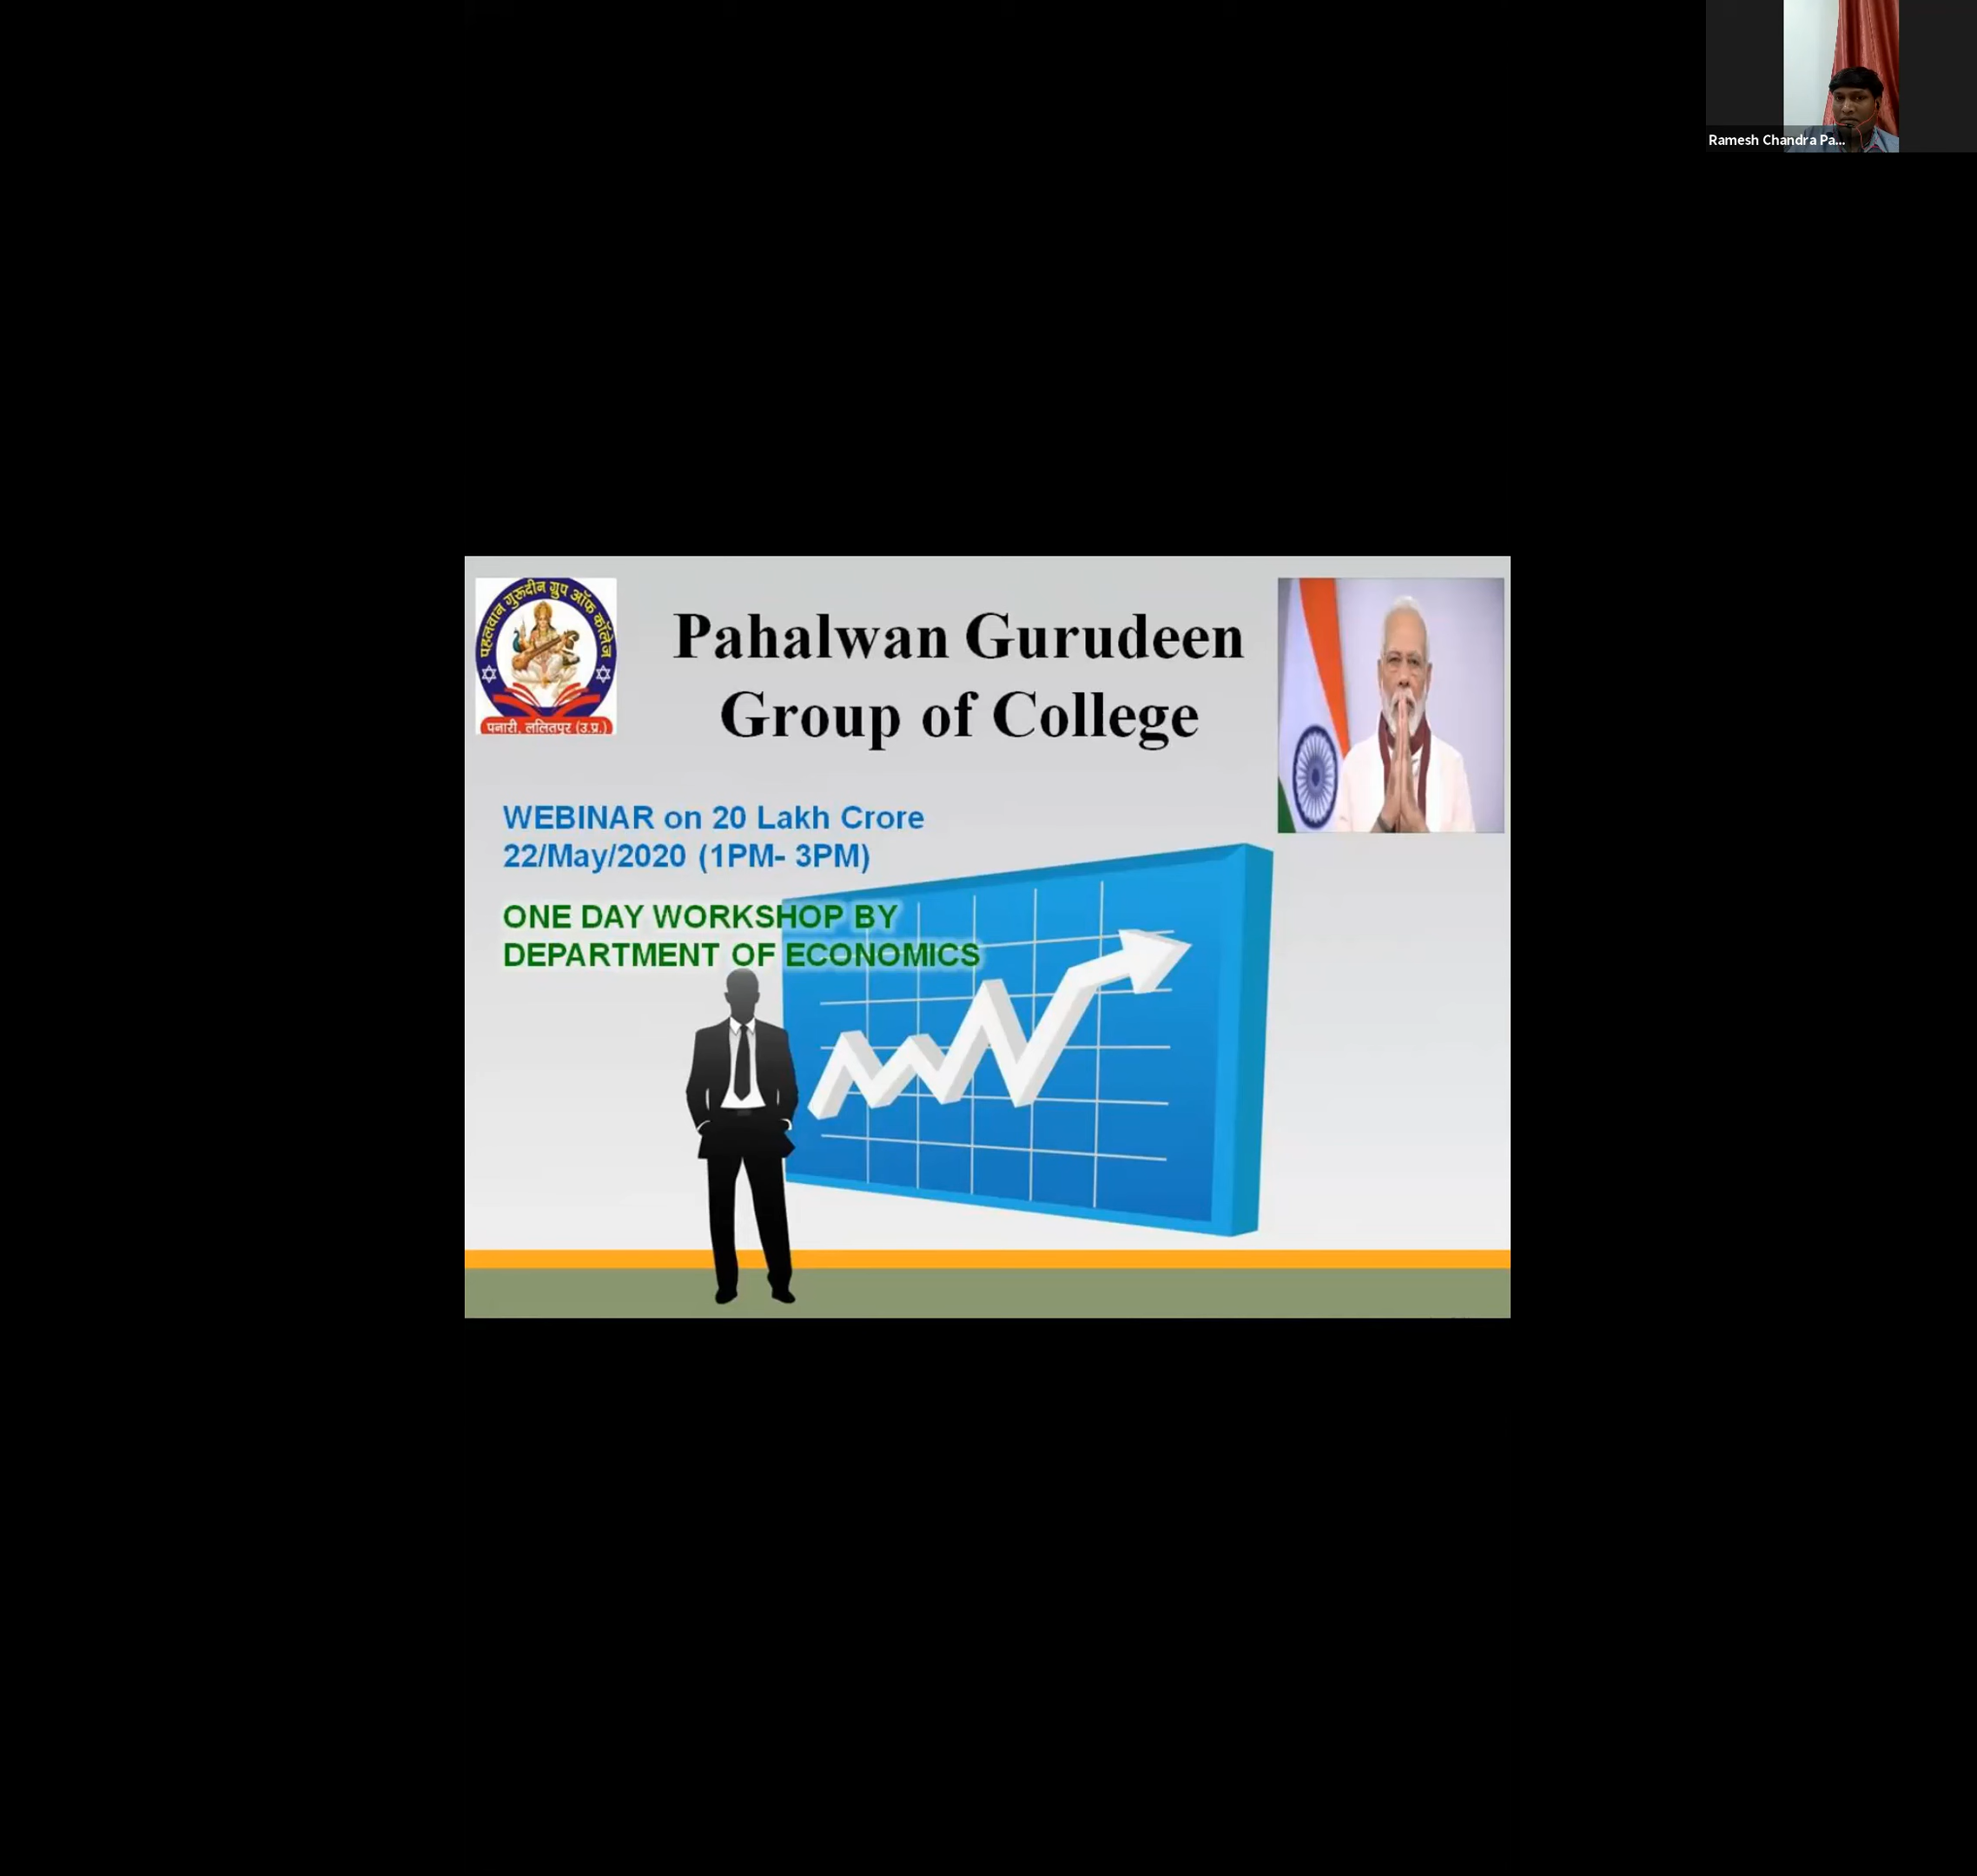 Ramesh Chandra Pa...
पहलवान गुरूदीन ग्रुप ऑफ कॉलेज
पनारी, ललितपुर (उ.प्र.)
Pahalwan Gurudeen
Group of College
WEBINAR on 20 Lakh Crore
22/May/2020 (1PM- 3PM)
ONE DAY WORKSHOP BY
DEPARTMENT OF ECONOMICS